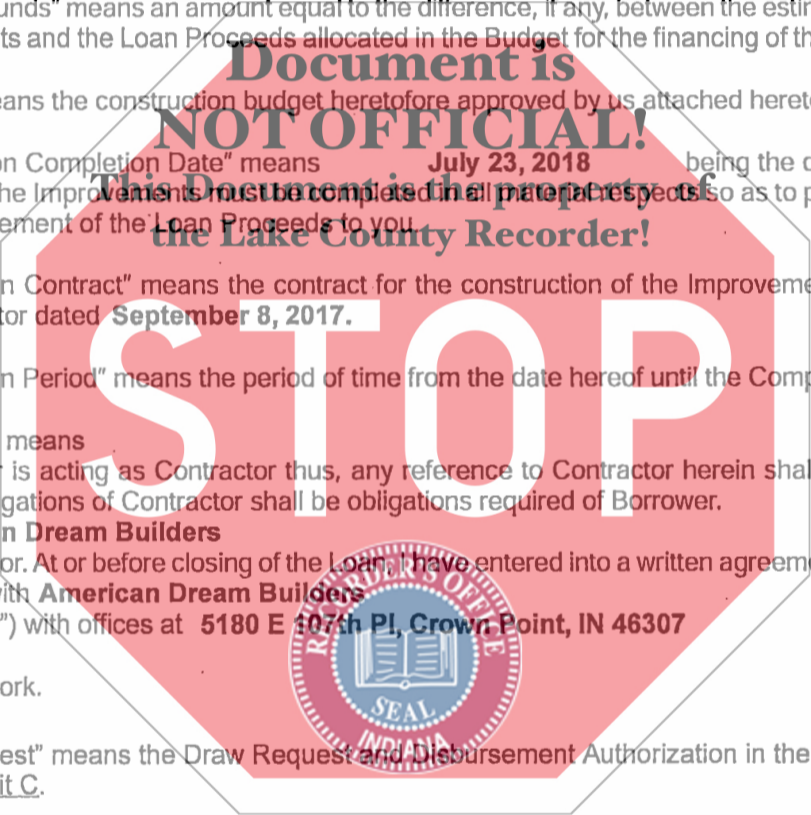 unds" means an amount equal to the difference, if any, between the estir
ts and the Loan Proceeds allocated in the Budget for the financing of th
Document is
eans the construction budget heretofore approved by us attached hereto
NOT OFFICIAL!
on Completion Date" means July 23, 2018 being the d
This Document is the property of
he Improvements must be completed in all material respects so as to p
ement of the Loan Proceeds to you.
the Lake County Recorder!
n Contract" means the contract for the construction of the Improveme
tor dated September 8, 2017.
STOP
n Period" means the period of time from the date hereof until the Comp
means
r is acting as Contractor thus, any reference to Contractor herein shal
gations of Contractor shall be obligations required of Borrower.
n Dream Builders
or. At or before closing of the Loan, I have entered into a written agreeme
ith American Dream Builders
") with offices at 5180 E 107th Pl, Crown Point, IN 46307
RECORDER'S OFFICE
SEAL
INDIANA
ork.
est" means the Draw Request and Disbursement Authorization in the
it C.